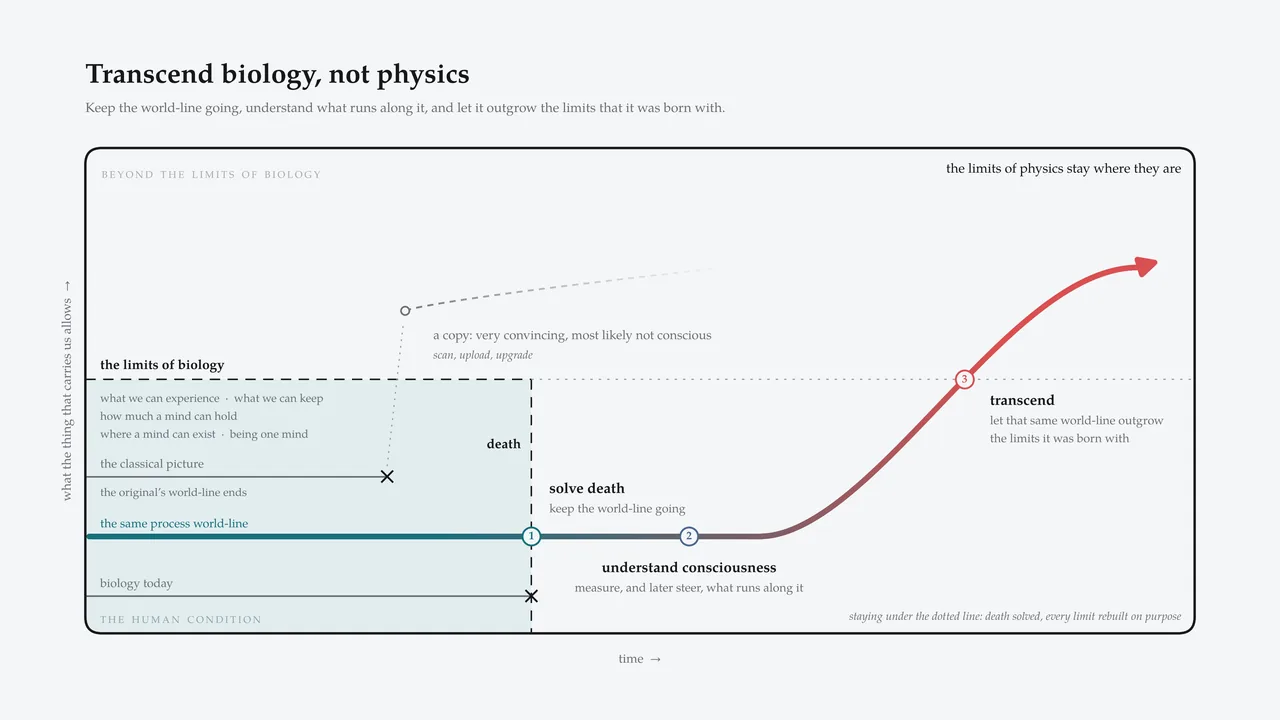 Transcend biology, not physics
Keep the world-line going, understand what runs along it, and let it outgrow the limits that it was born with.
BEYOND THE LIMITS OF BIOLOGY
the limits of physics stay where they are
what the thing that carries us allows →
a copy: very convincing, most likely not conscious
scan, upload, upgrade
the limits of biology
what we can experience · what we can keep
how much a mind can hold
where a mind can exist · being one mind
death
the classical picture
the original’s world-line ends
the same process world-line
1
solve death
keep the world-line going
2
understand consciousness
measure, and later steer, what runs along it
3
transcend
let that same world-line outgrow
the limits it was born with
biology today
THE HUMAN CONDITION
staying under the dotted line: death solved, every limit rebuilt on purpose
time →